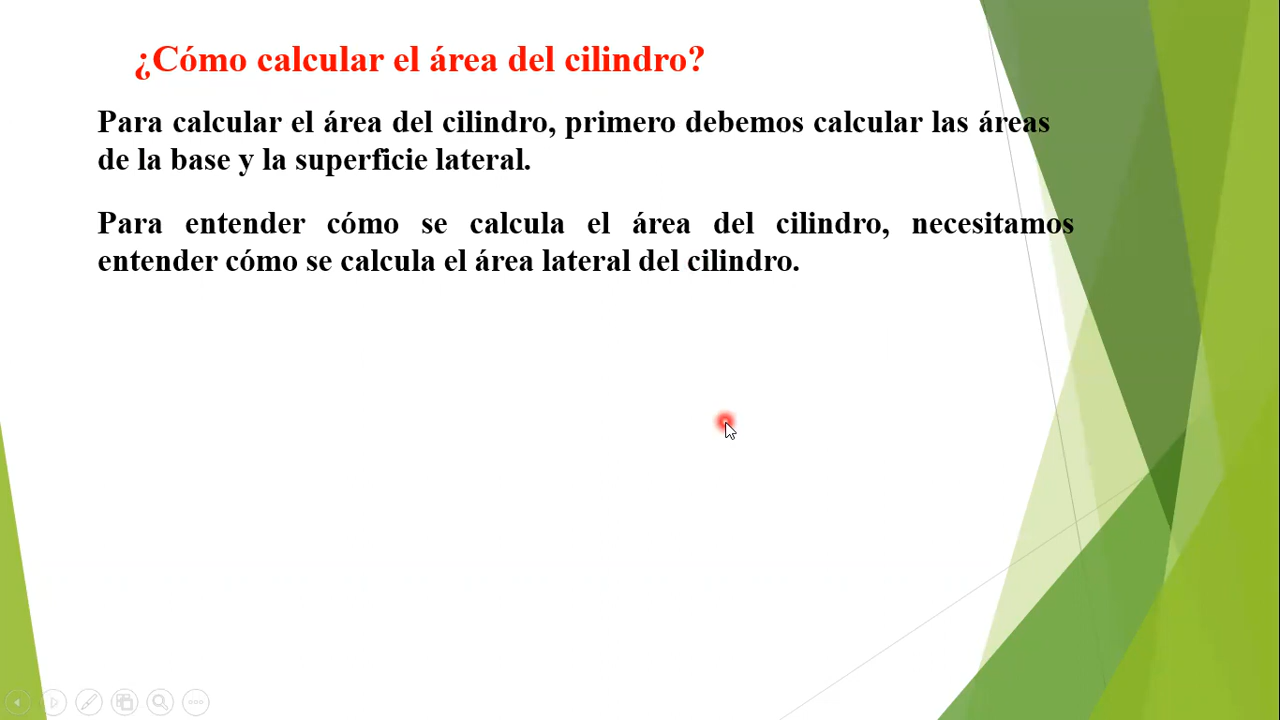 ¿Cómo calcular el área del cilindro?
Para calcular el área del cilindro, primero debemos calcular las áreas
de la base y la superficie lateral.
Para entender cómo se calcula el área del cilindro, necesitamos
entender cómo se calcula el área lateral del cilindro.